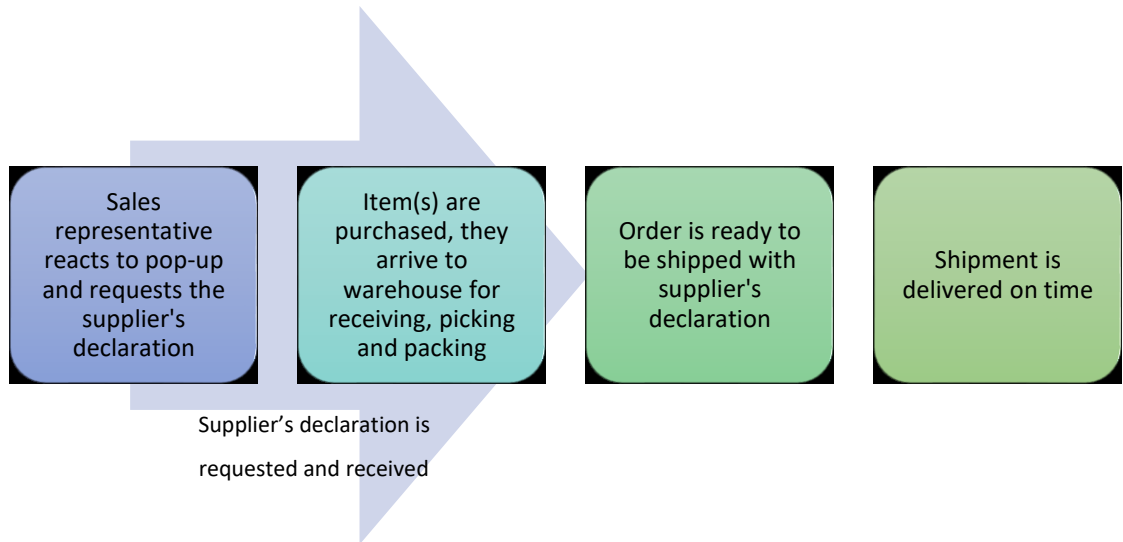 Sales
representative
reacts to pop-up
and requests the
supplier's
declaration
Item(s) are
purchased, they
arrive to
warehouse for
receiving, picking
and packing
Order is ready to
be shipped with
supplier's
declaration
Shipment is
delivered on time
Supplier’s declaration is
requested and received